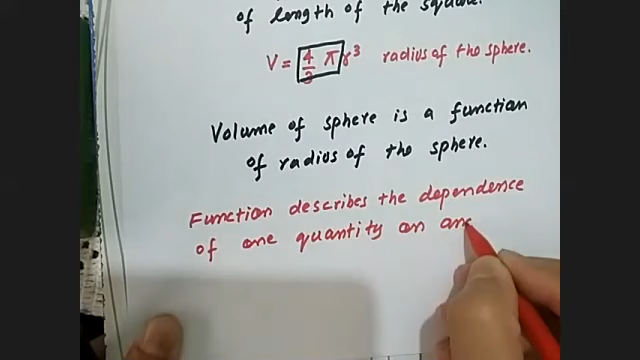 of length of the square.
V = 4/3 π r³ radius of the sphere.
Volume of sphere is a function
of radius of the sphere.
Function describes the dependence
of one quantity on ano